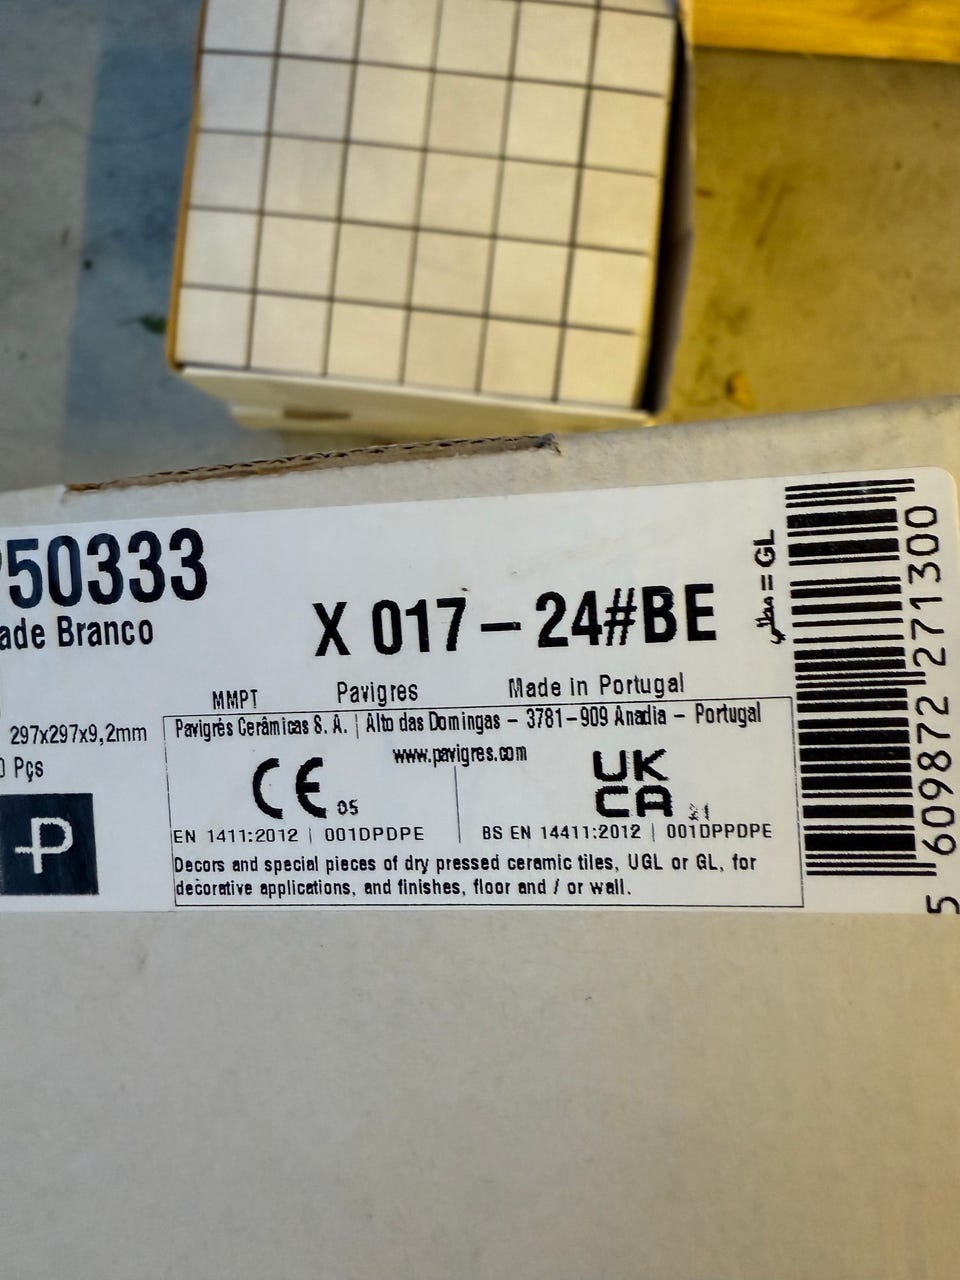 50333
ade Branco
X 017 - 24#BE
= GL
MMPT Pavigres Made in Portugal
297x297x9,2mm
Pçs
Pavigrés Cerâmicas S. A. | Alto das Domingas - 3781-909 Anadia - Portugal
www.pavigres.com
CE 05
UK
CA 21
EN 1411:2012 | 001DPDPE
BS EN 14411:2012 | 001DPPDPE
Decors and special pieces of dry pressed ceramic tiles, UGL or GL, for
decorative applications, and finishes, floor and / or wall.
P
5 609872 271300